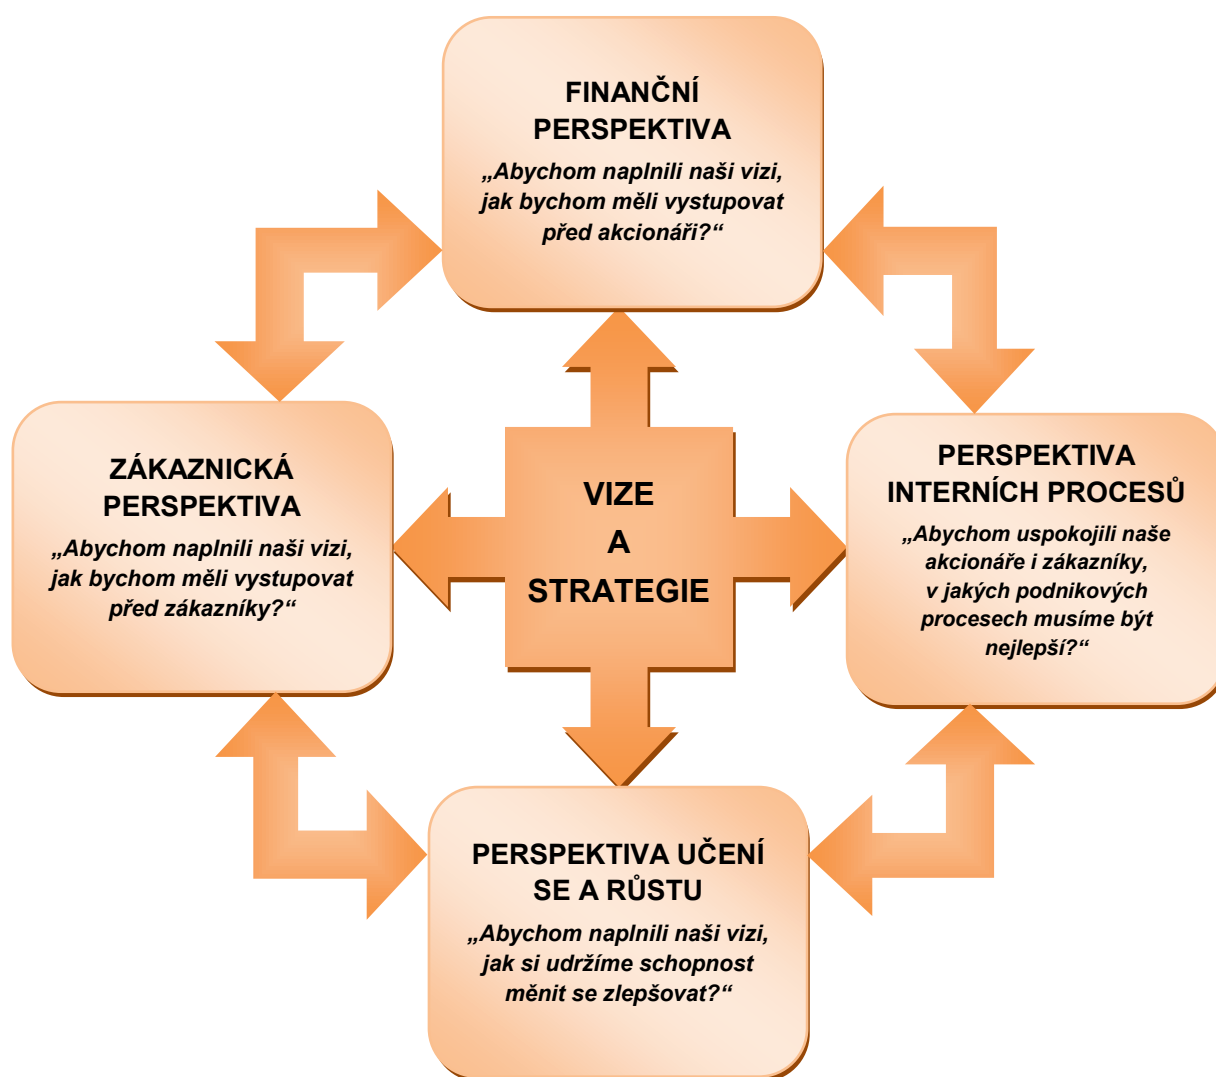 FINANČNÍ
PERSPEKTIVA
„Abychom naplnili naši vizi,
jak bychom měli vystupovat
před akcionáři?“
ZÁKAZNICKÁ
PERSPEKTIVA
„Abychom naplnili naši vizi,
jak bychom měli vystupovat
před zákazníky?“
VIZE
A
STRATEGIE
PERSPEKTIVA
INTERNÍCH PROCESŮ
„Abychom uspokojili naše
akcionáře i zákazníky,
v jakých podnikových
procesech musíme být
nejlepší?“
PERSPEKTIVA UČENÍ
SE A RŮSTU
„Abychom naplnili naši vizi,
jak si udržíme schopnost
měnit se zlepšovat?“